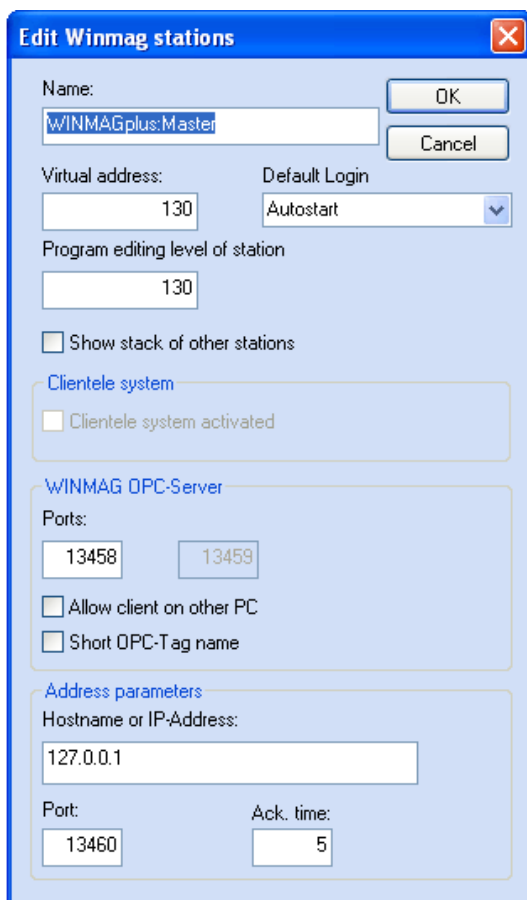 Edit Winmag stations
Name:
OK
WINMAGplus:Master
Cancel
Virtual address:
Default Login
130
Autostart
Program editing level of station
130
Show stack of other stations
Clientele system
Clientele system activated
WINMAG OPC-Server
Ports:
13458 13459
Allow client on other PC
Short OPC-Tag name
Address parameters
Hostname or IP-Address:
127.0.0.1
Port: Ack. time:
13460 5